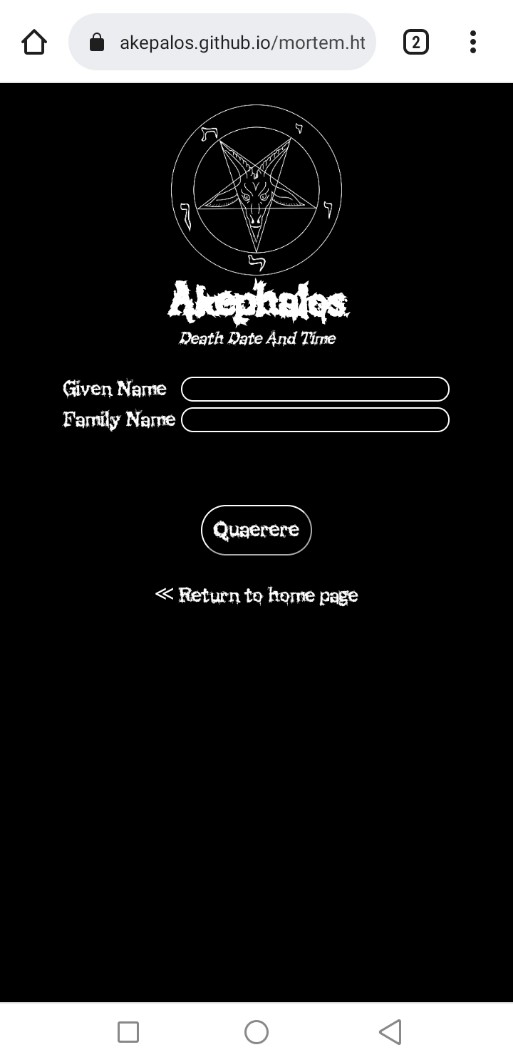 akepalos.github.io/mortem.ht
2
Akephalos
Death Date And Time
Given Name
Family Name
Quaerere
≪ Return to home page